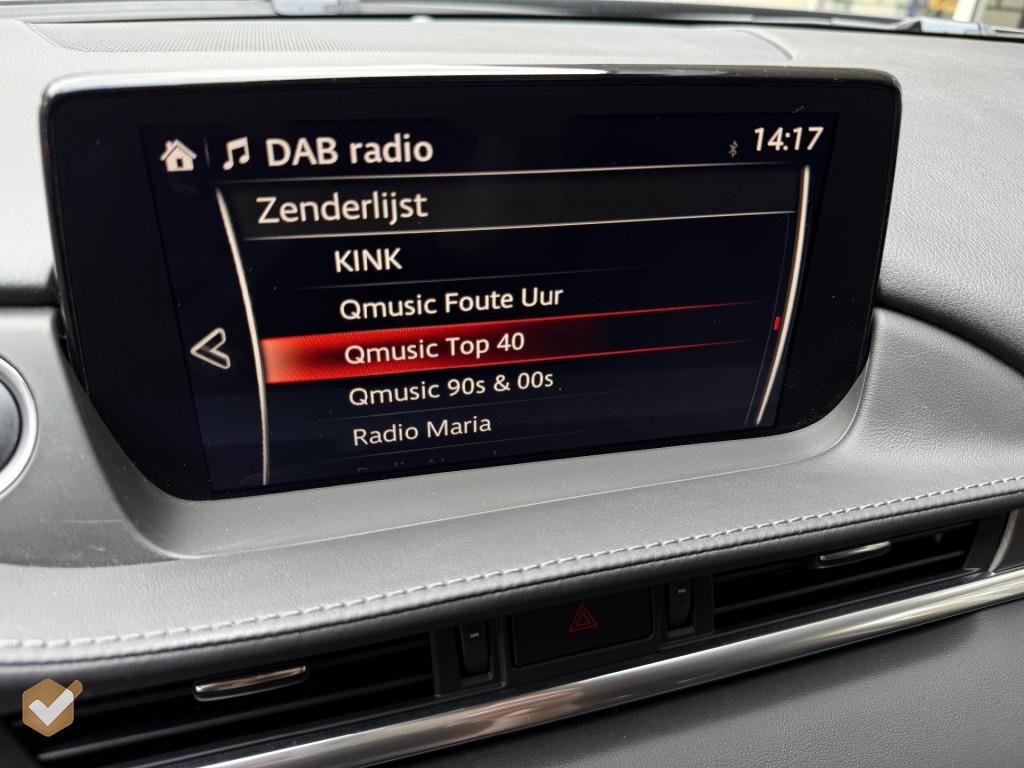 DAB radio
14:17
Zenderlijst
KINK
Qmusic Foute Uur
Qmusic Top 40
Qmusic 90s & 00s
Radio Maria